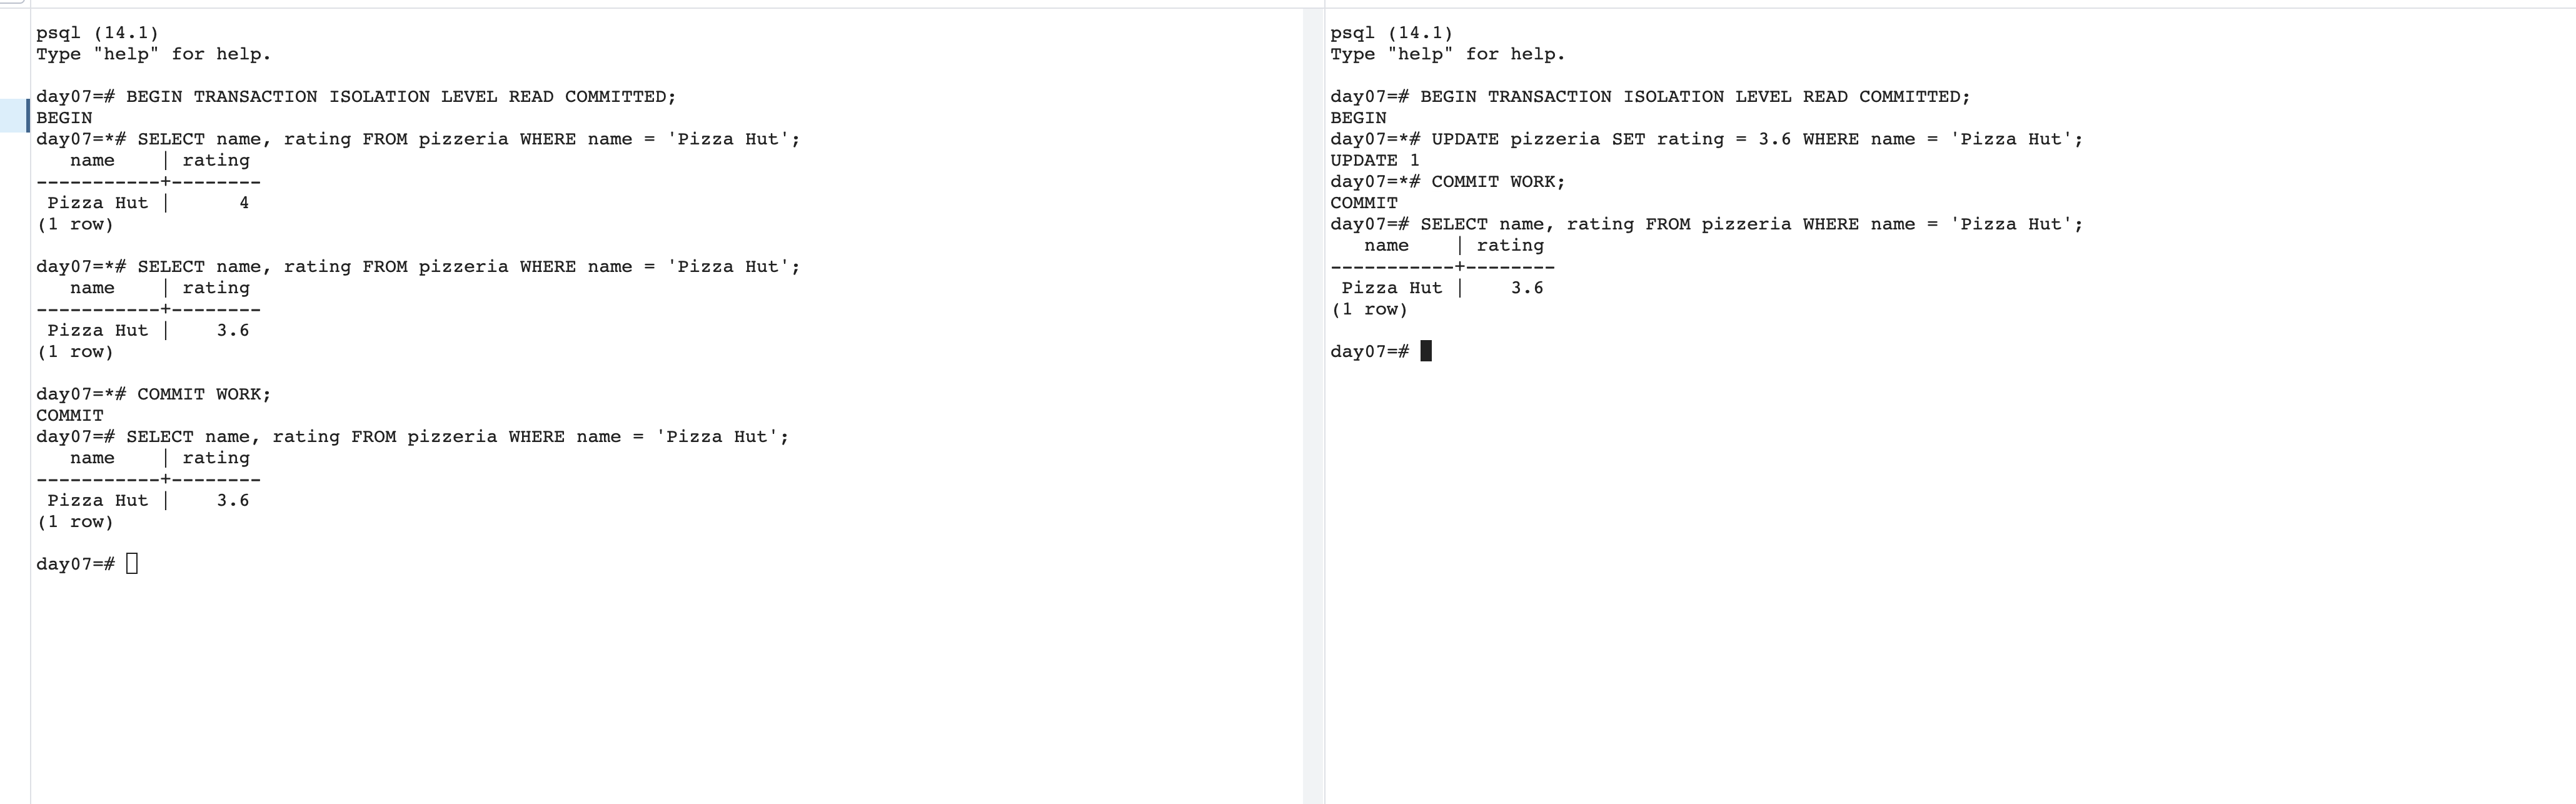 psql (14.1)
Type "help" for help.
day07=# BEGIN TRANSACTION ISOLATION LEVEL READ COMMITTED;
BEGIN
day07=*# SELECT name, rating FROM pizzeria WHERE name = 'Pizza Hut';
   name    | rating
-----------+--------
 Pizza Hut |      4
(1 row)
day07=*# SELECT name, rating FROM pizzeria WHERE name = 'Pizza Hut';
   name    | rating
-----------+--------
 Pizza Hut |    3.6
(1 row)
day07=*# COMMIT WORK;
COMMIT
day07=# SELECT name, rating FROM pizzeria WHERE name = 'Pizza Hut';
   name    | rating
-----------+--------
 Pizza Hut |    3.6
(1 row)
day07=#
psql (14.1)
Type "help" for help.
day07=# BEGIN TRANSACTION ISOLATION LEVEL READ COMMITTED;
BEGIN
day07=*# UPDATE pizzeria SET rating = 3.6 WHERE name = 'Pizza Hut';
UPDATE 1
day07=*# COMMIT WORK;
COMMIT
day07=# SELECT name, rating FROM pizzeria WHERE name = 'Pizza Hut';
   name    | rating
-----------+--------
 Pizza Hut |    3.6
(1 row)
day07=#